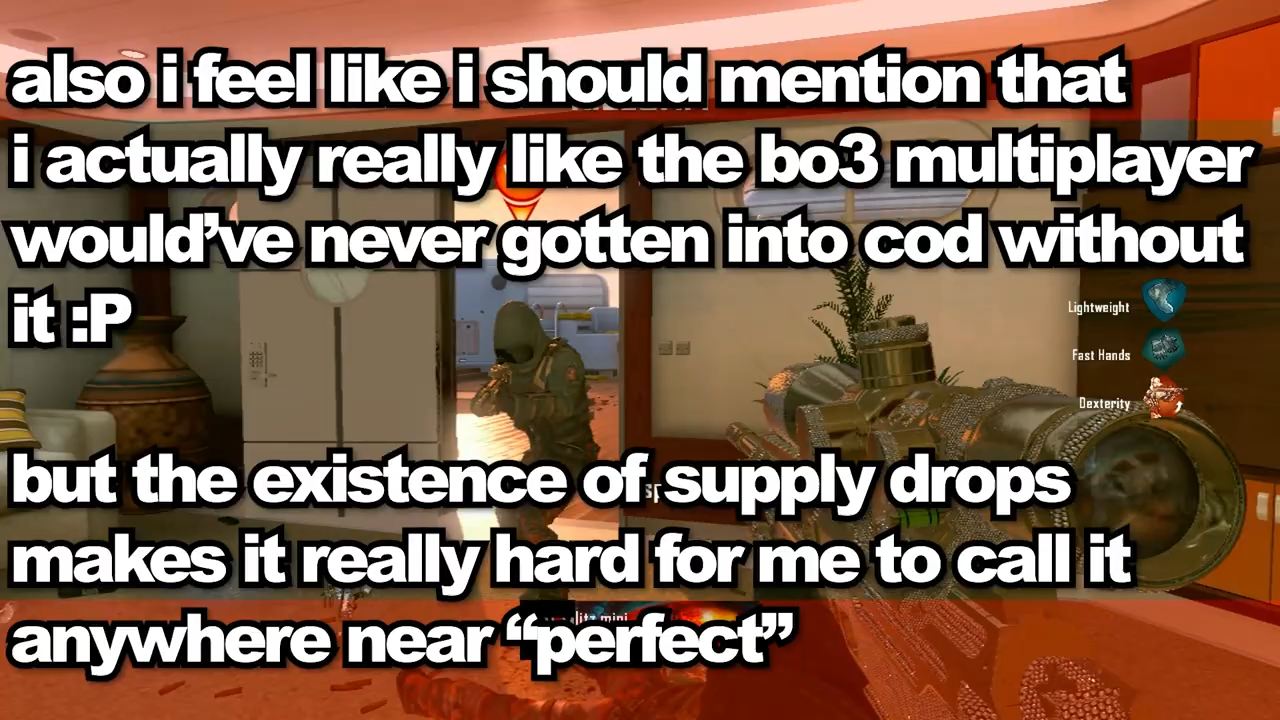 also i feel like i should mention that
i actually really like the bo3 multiplayer
would’ve never gotten into cod without
it :P
Lightweight
Fast Hands
Dexterity
but the existence of supply drops
makes it really hard for me to call it
anywhere near “perfect”